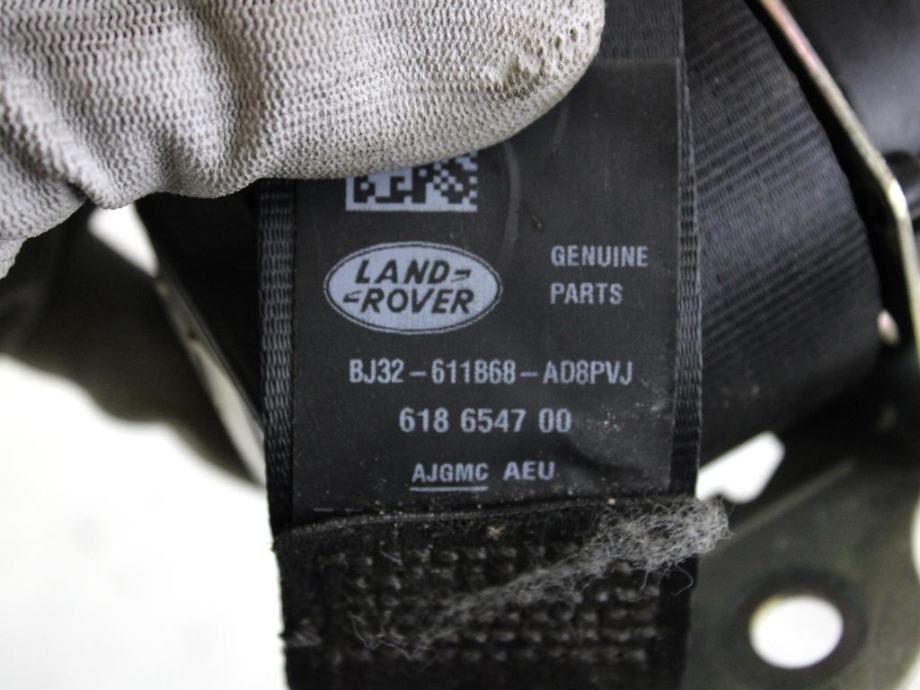 LAND-
-ROVER
GENUINE
PARTS
BJ32-611B68-AD8PVJ
618 6547 00
AJGMC AEU